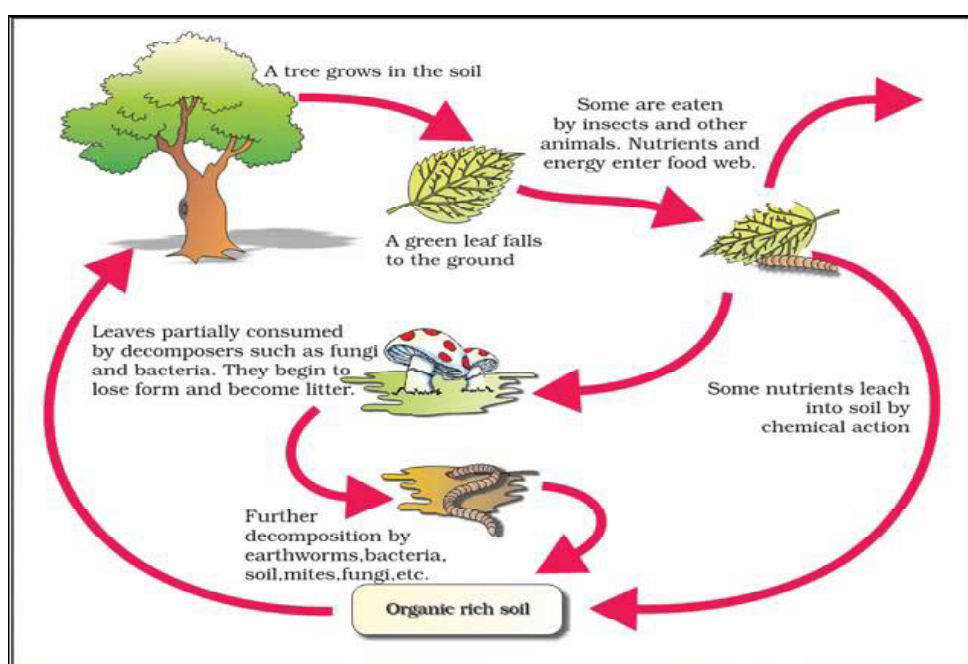 A tree grows in the soil
Some are eaten
by insects and other
animals. Nutrients and
energy enter food web.
A green leaf falls
to the ground
Leaves partially consumed
by decomposers such as fungi
and bacteria. They begin to
lose form and become litter.
Some nutrients leach
into soil by
chemical action
Further
decomposition by
earthworms,bacteria,
soil,mites,fungi,etc.
Organic rich soil